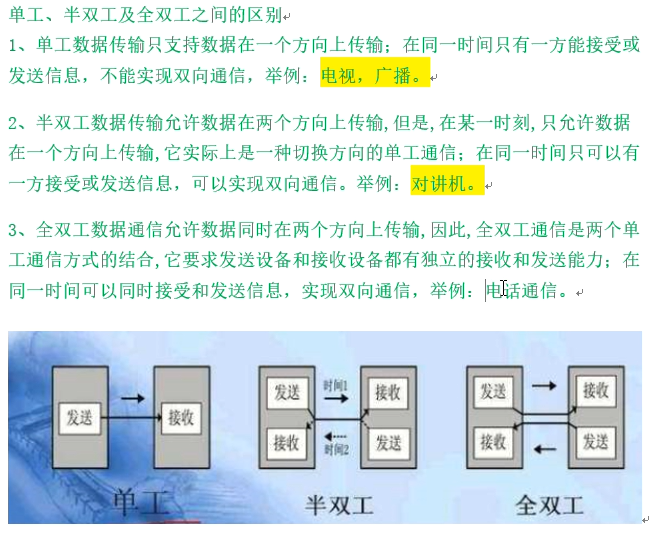 单工、半双工及全双工之间的区别
1、单工数据传输只支持数据在一个方向上传输；在同一时间只有一方能接受或
发送信息，不能实现双向通信，举例：电视，广播。
2、半双工数据传输允许数据在两个方向上传输,但是,在某一时刻,只允许数据
在一个方向上传输,它实际上是一种切换方向的单工通信；在同一时间只可以有
一方接受或发送信息，可以实现双向通信。举例：对讲机。
3、全双工数据通信允许数据同时在两个方向上传输,因此,全双工通信是两个单
工通信方式的结合,它要求发送设备和接收设备都有独立的接收和发送能力；在
同一时间可以同时接受和发送信息，实现双向通信，举例：电话通信。
发送
接收
单工
发送
时间1
接收
接收
时间2
发送
半双工
发送
接收
接收
发送
全双工